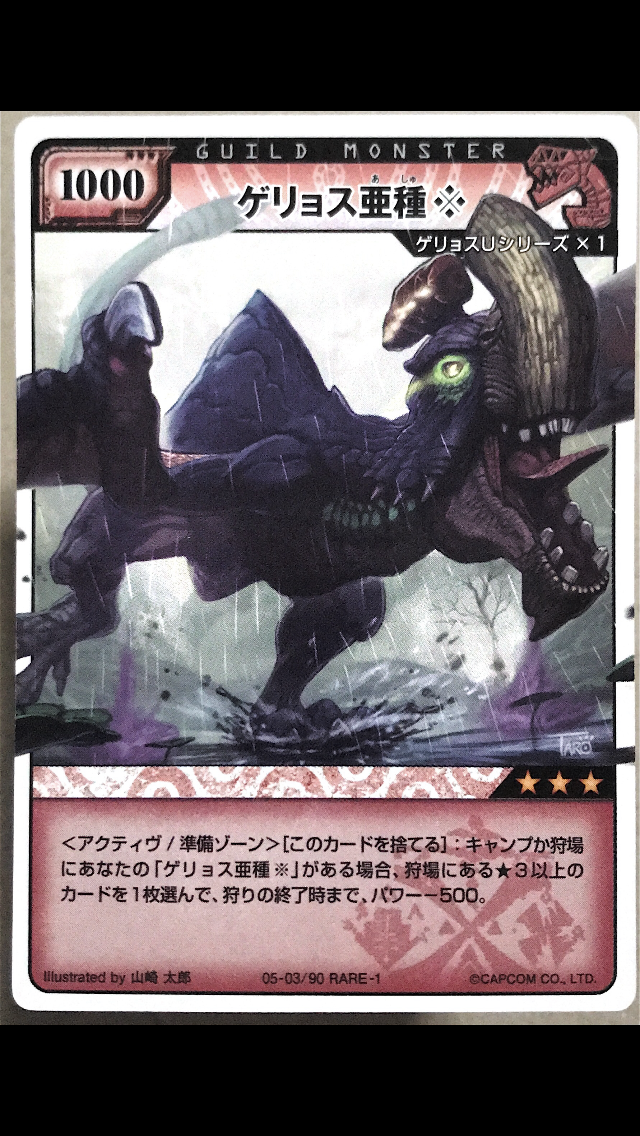 GUILD MONSTER
1000
あ しゅ
ゲリョス亜種※
ゲリョスUシリーズ×1
TARO
★★★
<アクティヴ/準備ゾーン>[このカードを捨てる]:キャンプか狩場
にあなたの「ゲリョス亜種※」がある場合、狩場にある★3以上の
カードを1枚選んで、狩りの終了時まで、パワー−500。
Illustrated by 山崎 太郎
05-03/90 RARE-1
©CAPCOM CO., LTD.